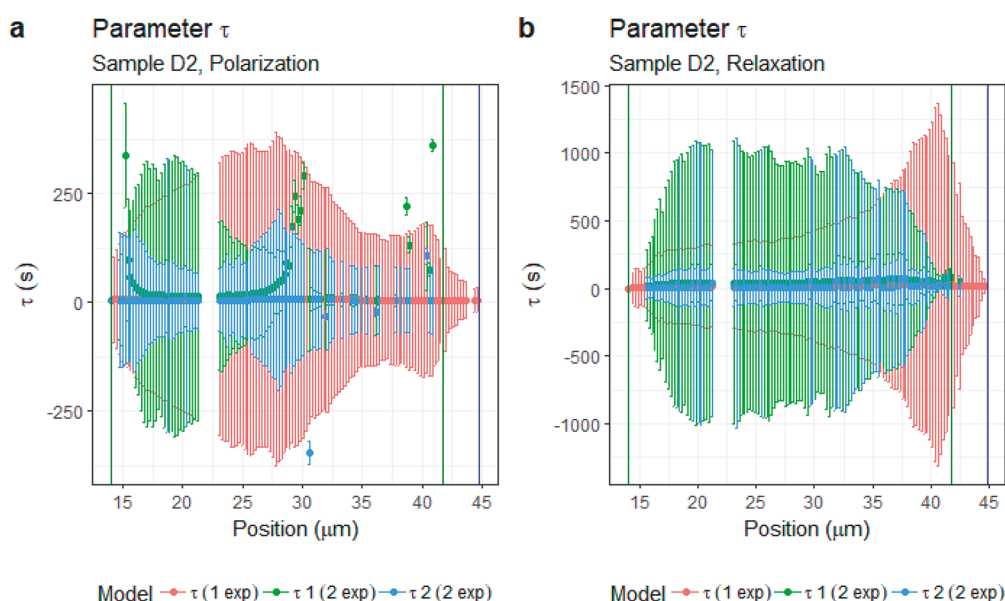 a
Parameter τ
Sample D2, Polarization
250
0
-250
τ (s)
15 20 25 30 35 40 45
Position (μm)
Model τ (1 exp) τ 1 (2 exp) τ 2 (2 exp)
b
Parameter τ
Sample D2, Relaxation
1500
1000
500
0
-500
-1000
τ (s)
15 20 25 30 35 40 45
Position (μm)
Model τ (1 exp) τ 1 (2 exp) τ 2 (2 exp)